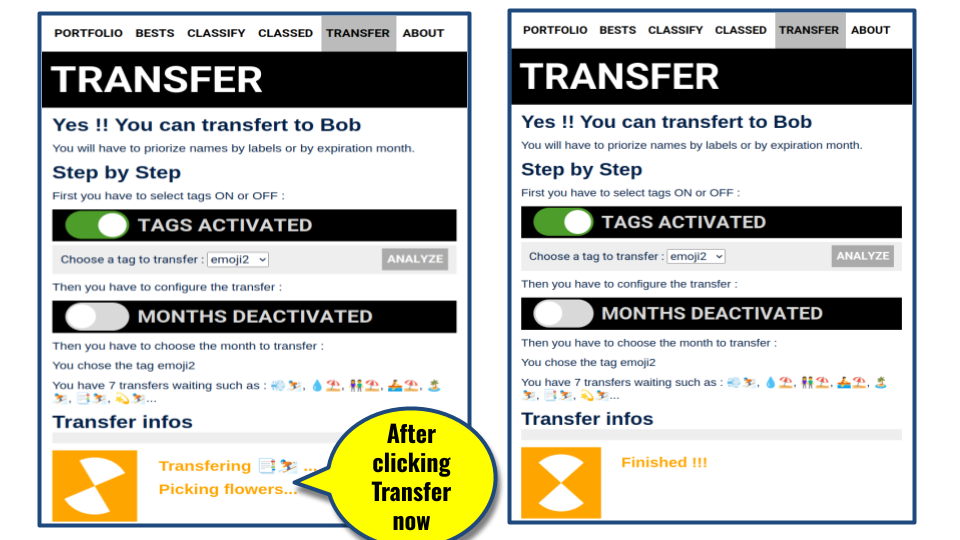 PORTFOLIO BESTS CLASSIFY CLASSED TRANSFER ABOUT
TRANSFER
Yes !! You can transfert to Bob
You will have to priorize names by labels or by expiration month.
Step by Step
First you have to select tags ON or OFF :
TAGS ACTIVATED
Choose a tag to transfer : emoji2 ANALYZE
Then you have to configure the transfer :
MONTHS DEACTIVATED
Then you have to choose the month to transfer :
You chose the tag emoji2
You have 7 transfers waiting such as : 💨⛷, 💧⛱, 👫⛱, 🚣⛱, 🏝
⛷, 📑⛷, 💫⛷...
Transfer infos
Transfering 📑⛷ ...
Picking flowers...
After
clicking
Transfer
now
PORTFOLIO BESTS CLASSIFY CLASSED TRANSFER ABOUT
TRANSFER
Yes !! You can transfert to Bob
You will have to priorize names by labels or by expiration month.
Step by Step
First you have to select tags ON or OFF :
TAGS ACTIVATED
Choose a tag to transfer : emoji2 ANALYZE
Then you have to configure the transfer :
MONTHS DEACTIVATED
Then you have to choose the month to transfer :
You chose the tag emoji2
You have 7 transfers waiting such as : 💨⛷, 💧⛱, 👫⛱, 🚣⛱, 🏝
⛷, 📑⛷, 💫⛷...
Transfer infos
Finished !!!